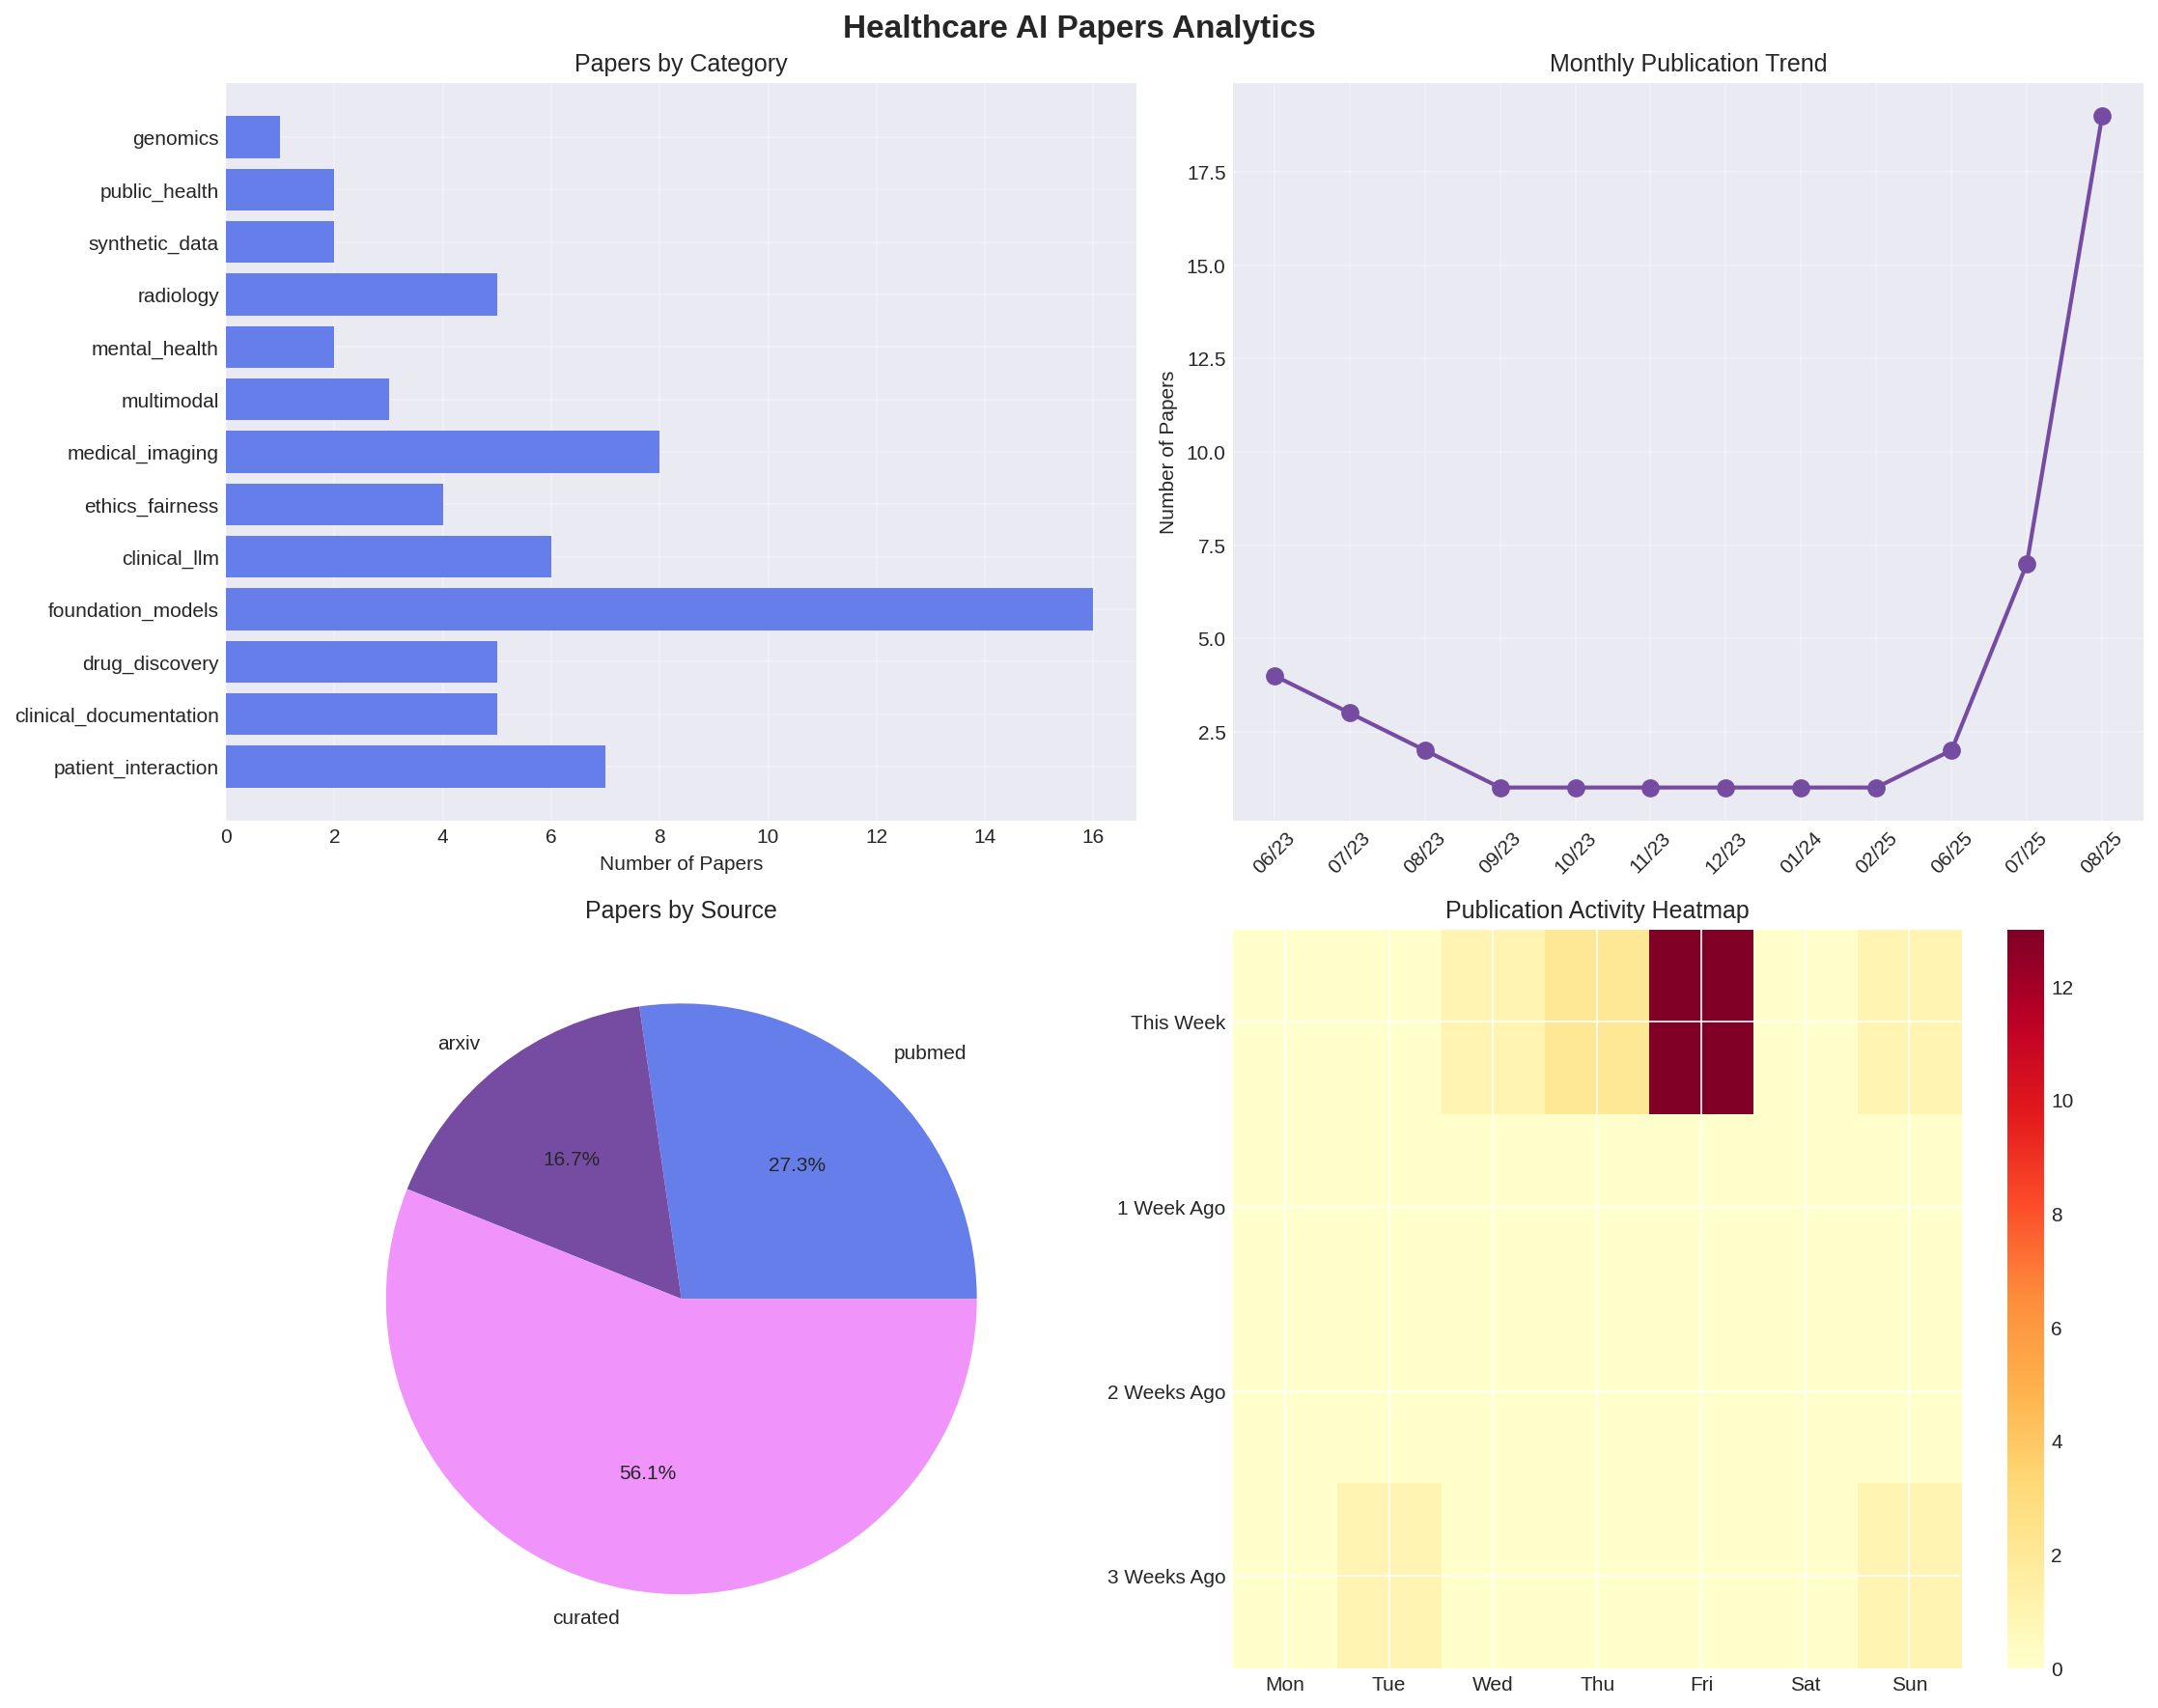 Healthcare AI Papers Analytics
Papers by Category
genomics
public_health
synthetic_data
radiology
mental_health
multimodal
medical_imaging
ethics_fairness
clinical_llm
foundation_models
drug_discovery
clinical_documentation
patient_interaction
0 2 4 6 8 10 12 14 16
Number of Papers
Monthly Publication Trend
Number of Papers
17.5
15.0
12.5
10.0
7.5
5.0
2.5
06/23 07/23 08/23 09/23 10/23 11/23 12/23 01/24 02/25 06/25 07/25 08/25
Papers by Source
arxiv
pubmed
16.7%
27.3%
56.1%
curated
Publication Activity Heatmap
This Week
1 Week Ago
2 Weeks Ago
3 Weeks Ago
Mon Tue Wed Thu Fri Sat Sun
12
10
8
6
4
2
0